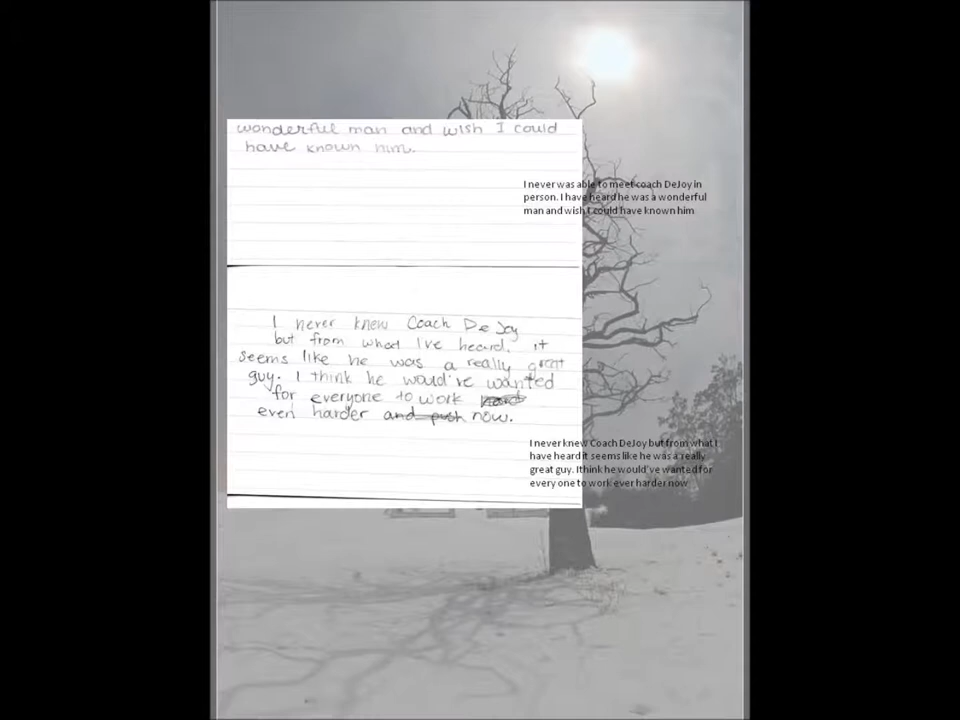 wonderful man and wish I could
have known him.
I never was able to meet coach DeJoy in
person. I have heard he was a wonderful
man and wish I could have known him
I never knew Coach DeJoy
but from what I've heard, it
seems like he was a really great
guy. I think he would've wanted
for everyone to work hard
even harder and push now.
I never knew Coach DeJoy but from what I
have heard it seems like he was a really
great guy. I think he would've wanted for
every one to work ever harder now